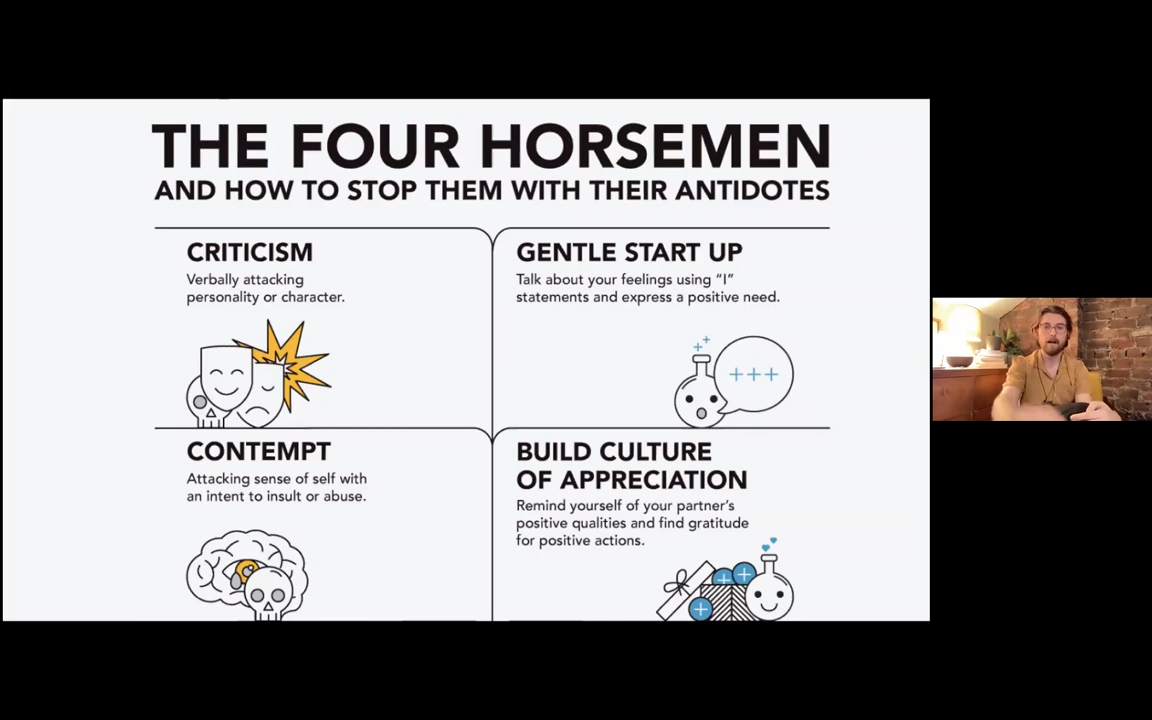 THE FOUR HORSEMEN
AND HOW TO STOP THEM WITH THEIR ANTIDOTES
CRITICISM
Verbally attacking
personality or character.
GENTLE START UP
Talk about your feelings using “I”
statements and express a positive need.
+++
CONTEMPT
Attacking sense of self with
an intent to insult or abuse.
BUILD CULTURE
OF APPRECIATION
Remind yourself of your partner’s
positive qualities and find gratitude
for positive actions.